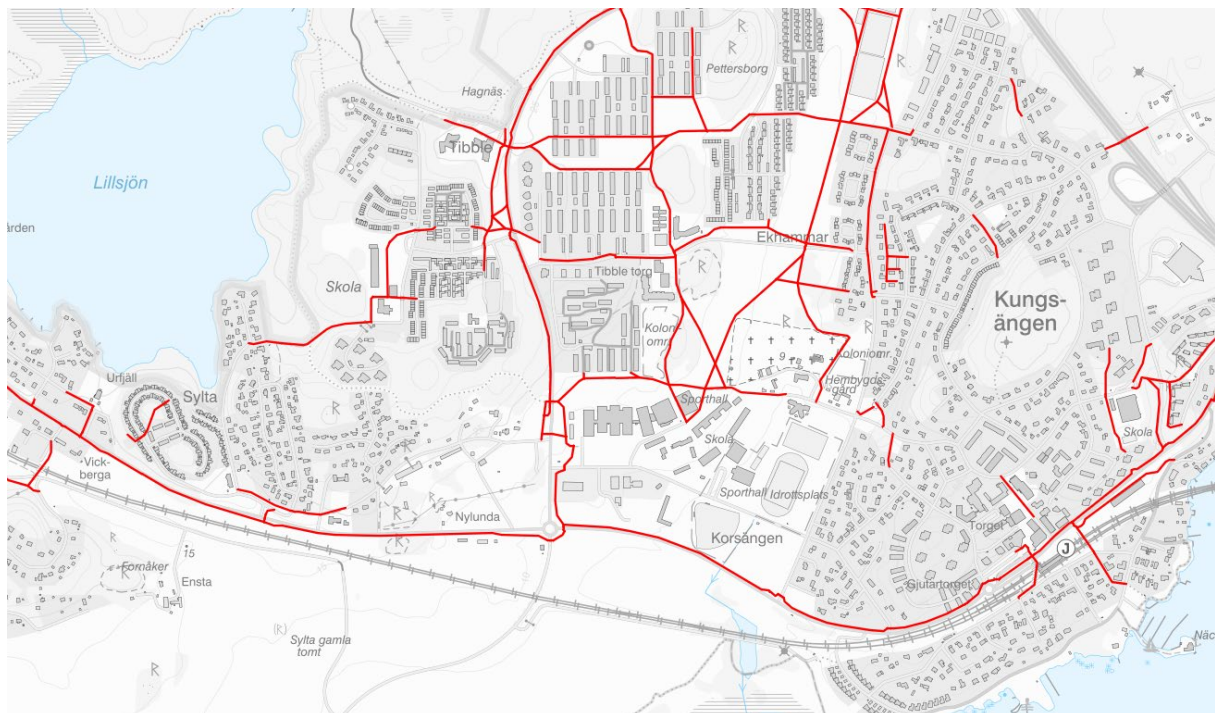 Pettersborg
Hagnäs
Tibble
Lillsjön
ården
Ekhammar
Tibble torg
Skola
Kungs-
ängen
Kolon-
omr.
9
Koloniomr.
Hembygds-
gård
Urfjäll
Sylta
Sporthall
Skola
Skola
Vick-
berga
Sporthall
Idrottsplats
Nylunda
Korsängen
Torget
J
15
Fornåker
Ensta
Gjutartorget
Sylta gamla
tomt
(R)
R
Näc